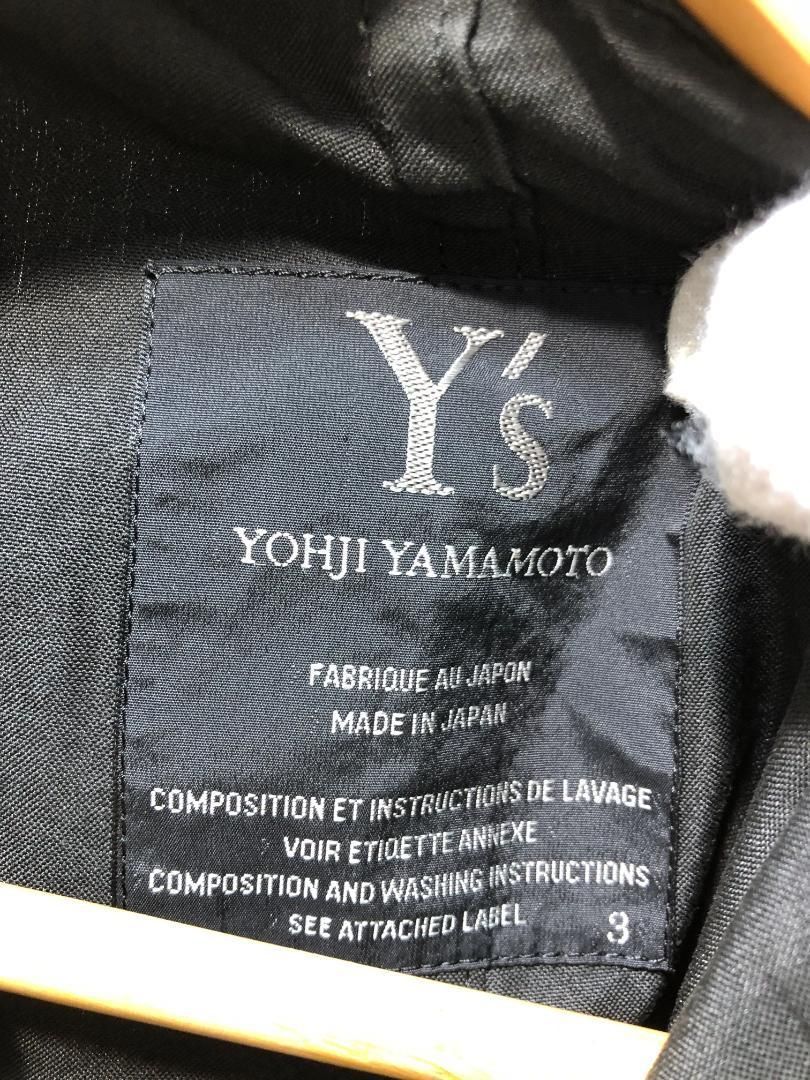 Y's
YOHJI YAMAMOTO
FABRIQUE AU JAPON
MADE IN JAPAN
COMPOSITION ET INSTRUCTIONS DE LAVAGE
VOIR ETIQETTE ANNEXE
COMPOSITION AND WASHING INSTRUCTIONS
SEE ATTACHED LABEL 3